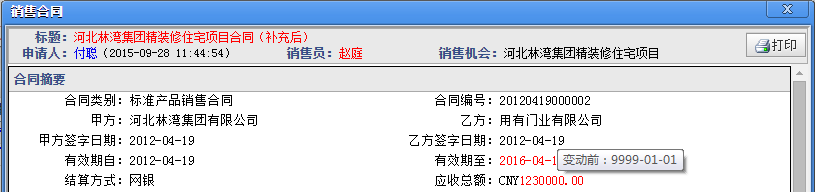 销售合同
标题：河北林湾集团精装修住宅项目合同（补充后）
申请人：付聪（2015-09-28 11:44:54） 销售员：赵庭 销售机会：河北林湾集团精装修住宅项目
打印
合同摘要
合同类别：标准产品销售合同 合同编号：20120419000002
甲方：河北林湾集团有限公司 乙方：用有门业有限公司
甲方签字日期：2012-04-19 乙方签字日期：2012-04-19
有效期自：2012-04-19 有效期至：2016-04-1 变动前：9999-01-01
结算方式：网银 应收总额：CNY1230000.00